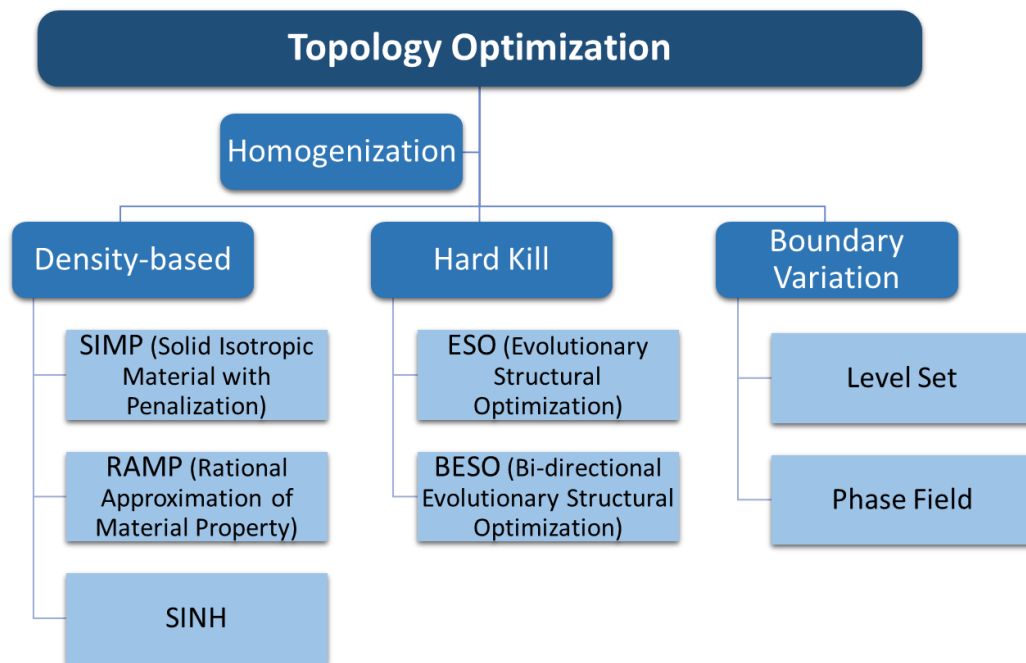 Topology Optimization
Homogenization
Density-based
SIMP (Solid Isotropic
Material with
Penalization)
RAMP (Rational
Approximation of
Material Property)
SINH
Hard Kill
ESO (Evolutionary
Structural
Optimization)
BESO (Bi-directional
Evolutionary Structural
Optimization)
Boundary
Variation
Level Set
Phase Field